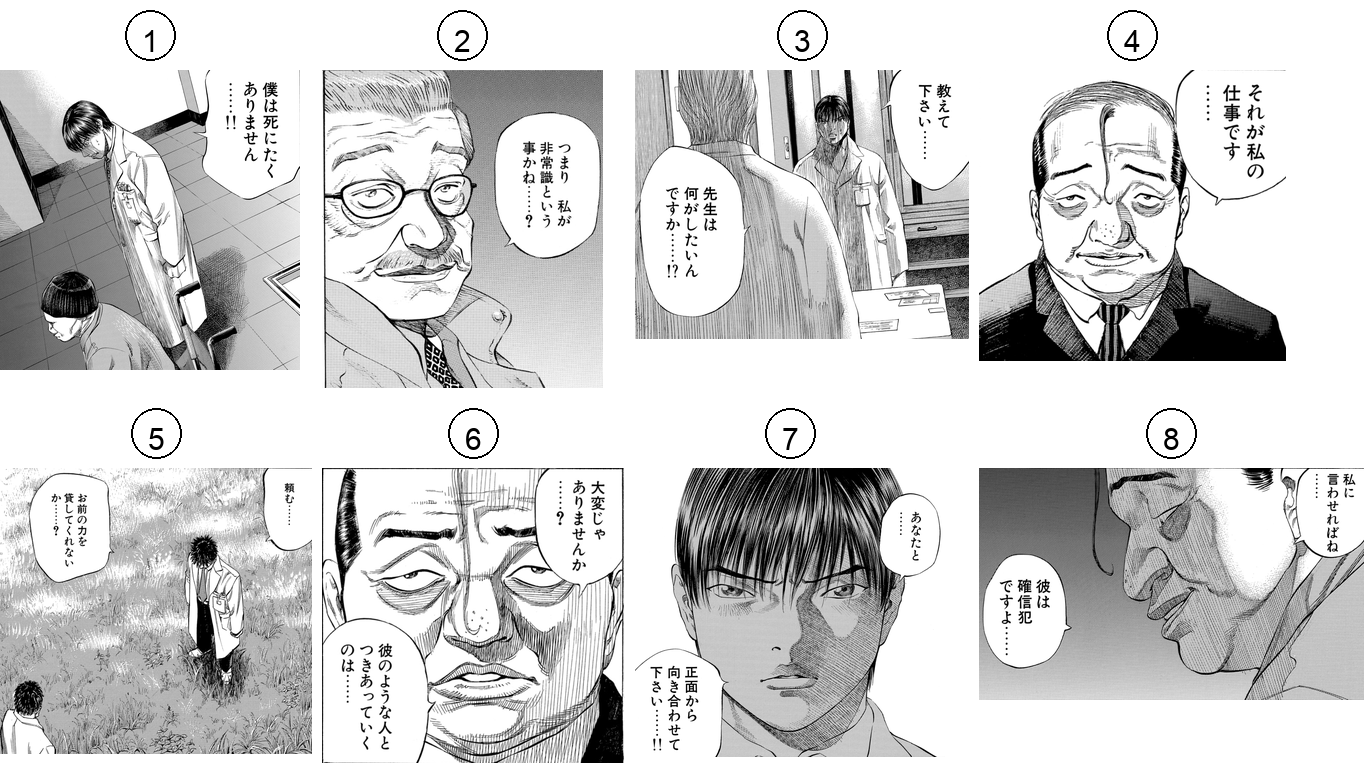 1
僕は死にたく
ありません
……!!
2
つまり 私が
非常識という
事かね……?
3
教えて
下さい……
先生は
何がしたいん
ですか……!?
4
それが私の
仕事です
……
5
頼む……
お前の力を
貸してくれない
か……?
6
大変じゃ
ありませんか
……?
彼のような人と
つきあっていく
のは……
7
あなたと
……
正面から
向き合わせて
下さい……!!
8
私に
言わせればね
……
彼は
確信犯
ですよ……